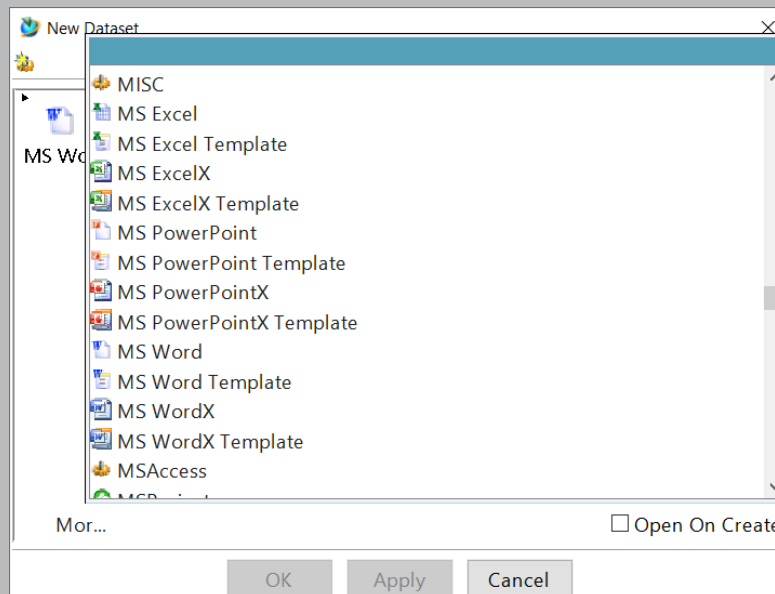 New Dataset
MISC
MS Excel
MS Excel Template
MS ExcelX
MS ExcelX Template
MS PowerPoint
MS PowerPoint Template
MS PowerPointX
MS PowerPointX Template
MS Word
MS Word Template
MS WordX
MS WordX Template
MSAccess
MS Wo
Mor...
Open On Create
OK
Apply
Cancel